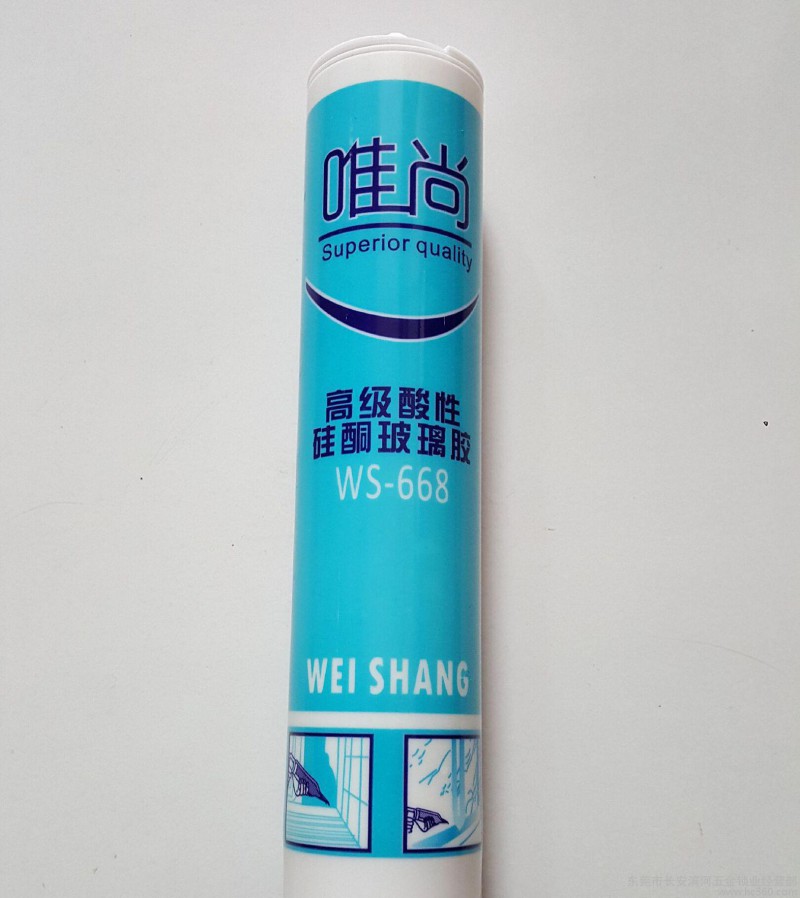 唯尚
Superior quality
高级酸性
硅酮玻璃胶
WS-668
WEI SHANG